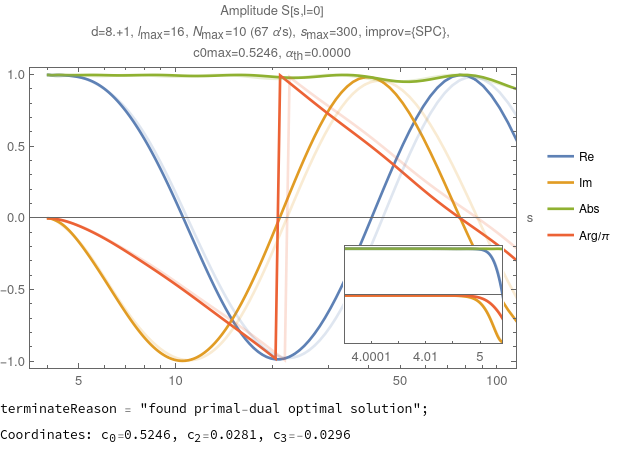 Amplitude S[s,l=0]
d=8.+1, lmax=16, Nmax=10 (67 α's), smax=300, improv={SPC},
c0max=0.5246, αth=0.0000
1.0
0.5
0.0
−0.5
−1.0
5
10
50
100
s
Re
Im
Abs
Arg/π
4.0001
4.01
5
terminateReason = "found primal-dual optimal solution";
Coordinates: c0=0.5246, c2=0.0281, c3=-0.0296